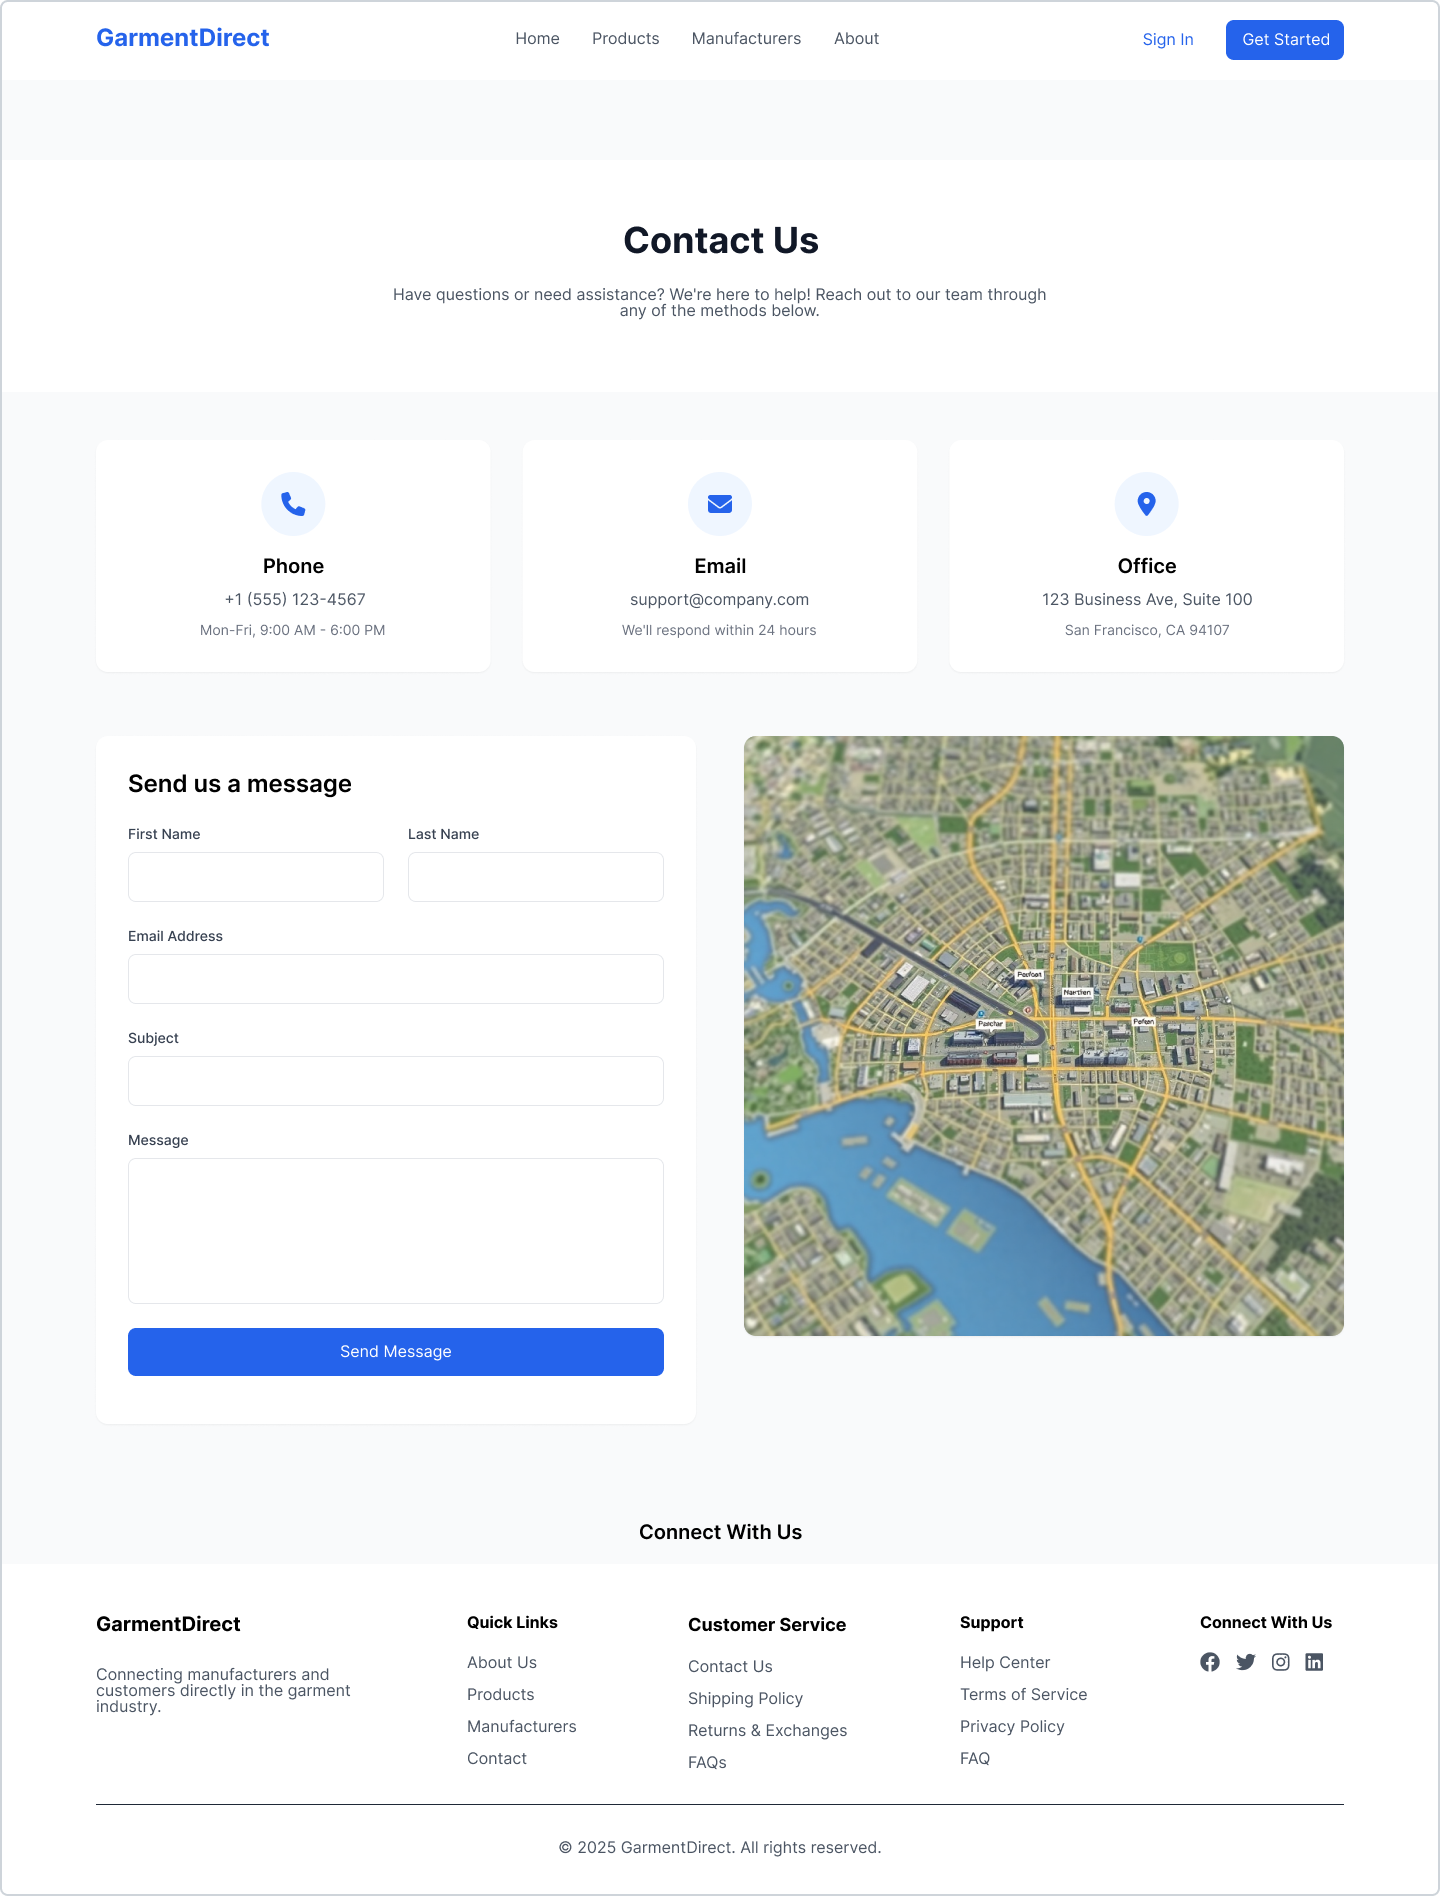 GarmentDirect
Home Products Manufacturers About
Sign In Get Started
Contact Us
Have questions or need assistance? We're here to help! Reach out to our team through
any of the methods below.
Phone
+1 (555) 123-4567
Mon-Fri, 9:00 AM - 6:00 PM
Email
support@company.com
We'll respond within 24 hours
Office
123 Business Ave, Suite 100
San Francisco, CA 94107
Send us a message
First Name Last Name
Email Address
Subject
Message
Send Message
Connect With Us
GarmentDirect
Connecting manufacturers and
customers directly in the garment
industry.
Quick Links
About Us
Products
Manufacturers
Contact
Customer Service
Contact Us
Shipping Policy
Returns & Exchanges
FAQs
Support
Help Center
Terms of Service
Privacy Policy
FAQ
Connect With Us
© 2025 GarmentDirect. All rights reserved.